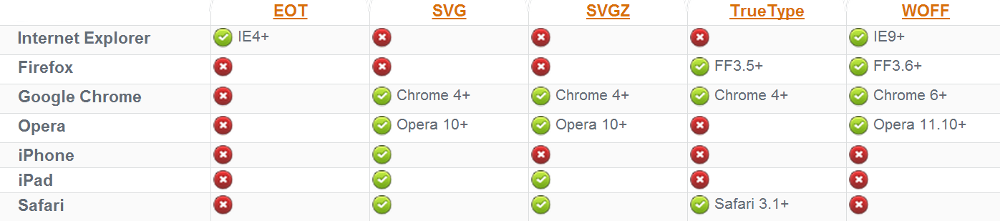 EOT SVG SVGZ TrueType WOFF
Internet Explorer IE4+ IE9+
Firefox FF3.5+ FF3.6+
Google Chrome Chrome 4+ Chrome 4+ Chrome 4+ Chrome 6+
Opera Opera 10+ Opera 10+ Opera 11.10+
iPhone
iPad
Safari Safari 3.1+